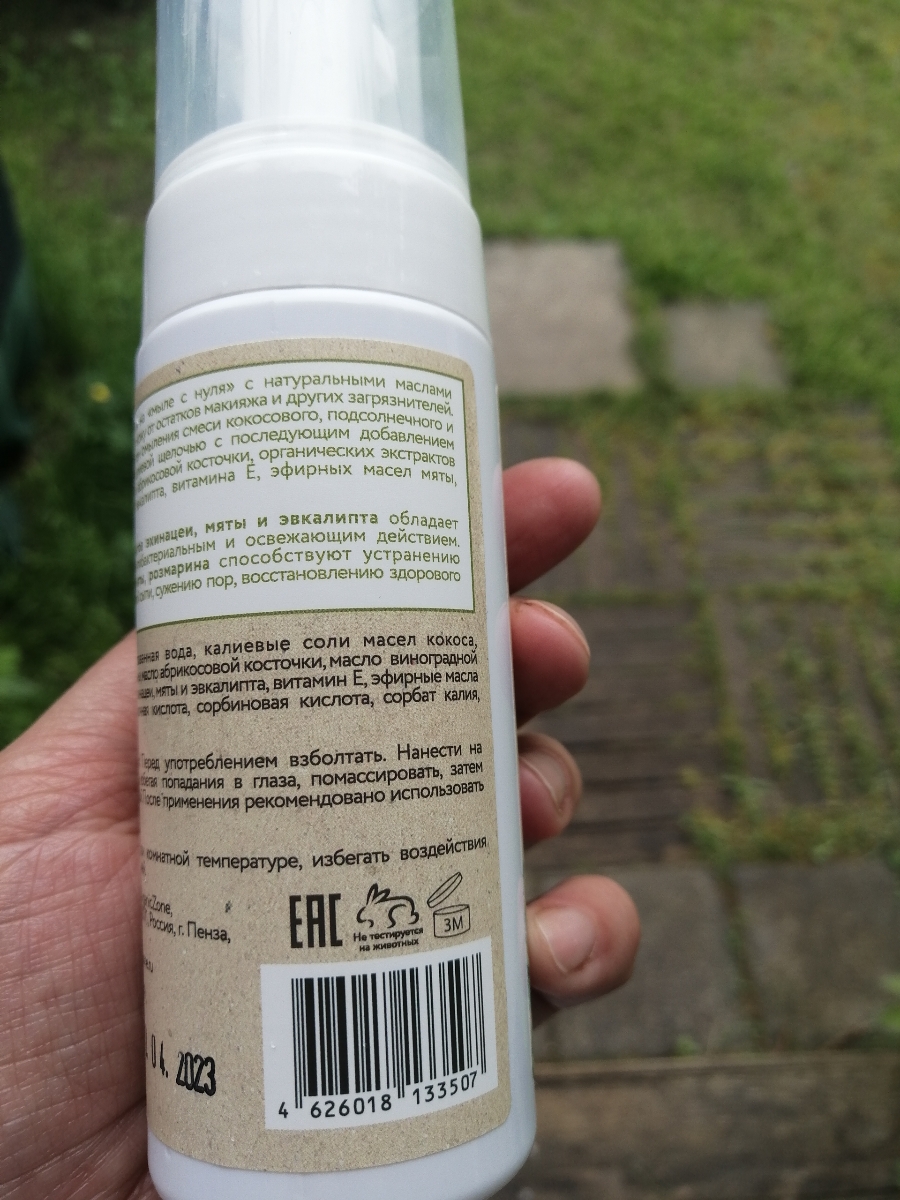 «мыле с нуля» с натуральными маслами
от остатков макияжа и других загрязнителей.
омыления смеси кокосового, подсолнечного и
щелочью с последующим добавлением
абрикосовой косточки, органических экстрактов
витамина Е, эфирных масел мяты,
эхинацеи, мяты и эвкалипта обладает
и освежающим действием.
розмарина способствуют устранению
сужению пор, восстановлению здорового
вода, калиевые соли масел кокоса,
масло абрикосовой косточки, масло виноградной
мяты и эвкалипта, витамин Е, эфирные масла
кислота, сорбиновая кислота, сорбат калия,
Перед употреблением взболтать. Нанести на
попадания в глаза, помассировать, затем
После применения рекомендовано использовать
комнатной температуре, избегать воздействия
Россия, г. Пенза,
EAC
Не тестируется
на животных
3М
04. 2023
4 626018 133507